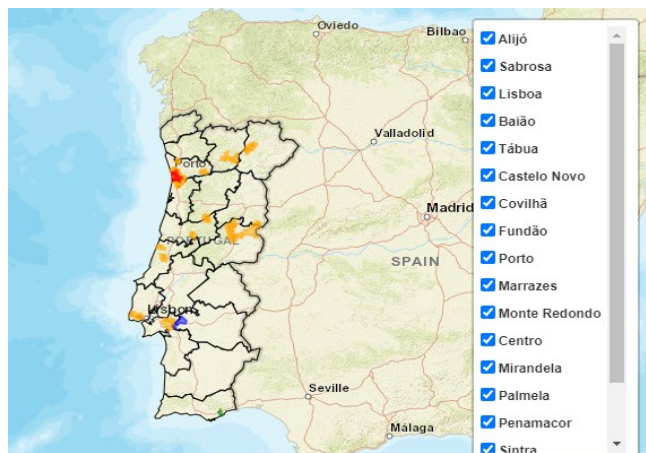 Oviedo
Bilbao
Valladolid
Porto
Madrid
PORTUGAL
SPAIN
Lisbon
Seville
Málaga
Alijó
Sabrosa
Lisboa
Baião
Tábua
Castelo Novo
Covilhã
Fundão
Porto
Marrazes
Monte Redondo
Centro
Mirandela
Palmela
Penamacor
Sintra